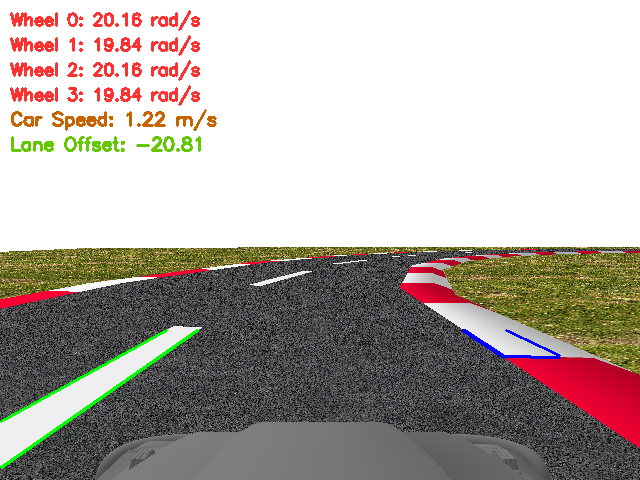 Wheel 0: 20.16 rad/s
Wheel 1: 19.84 rad/s
Wheel 2: 20.16 rad/s
Wheel 3: 19.84 rad/s
Car Speed: 1.22 m/s
Lane Offset: -20.81